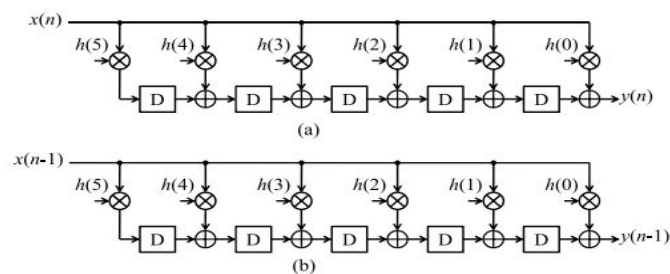 x(n)
h(5) h(4) h(3) h(2) h(1) h(0)
D D D D D y(n)
(a)
x(n-1)
h(5) h(4) h(3) h(2) h(1) h(0)
D D D D D y(n-1)
(b)